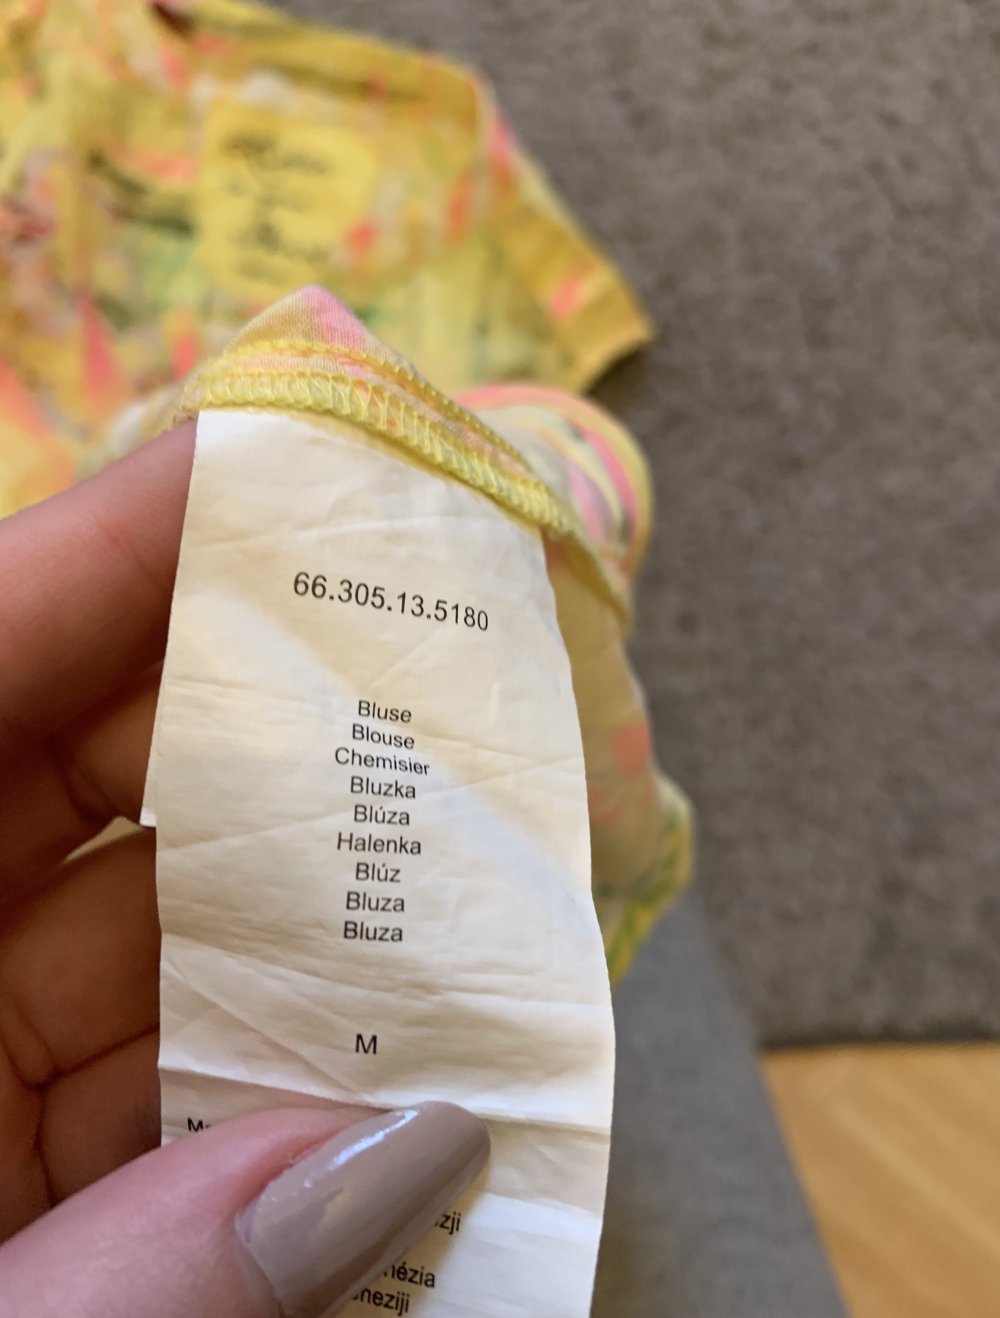 66.305.13.5180
Bluse
Blouse
Chemisier
Bluzka
Blúza
Halenka
Blúz
Bluza
Bluza
M